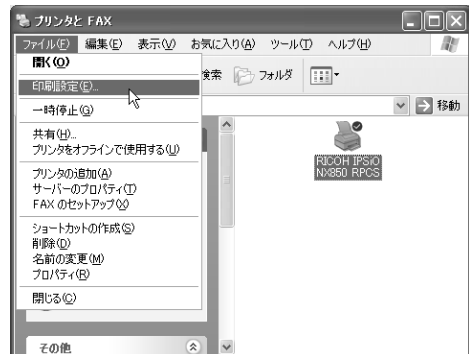 プリンタと FAX
ファイル(F) 編集(E) 表示(V) お気に入り(A) ツール(T) ヘルプ(H)
開く(O)
検索 フォルダ
印刷設定(E)...
一時停止(G)
移動
共有(H)...
プリンタをオフラインで使用する(U)
プリンタの追加(A)
サーバーのプロパティ(T)
FAX のセットアップ(X)
ショートカットの作成(S)
削除(D)
名前の変更(M)
プロパティ(R)
閉じる(C)
その他
RICOH IPSiO
NX850 RPCS